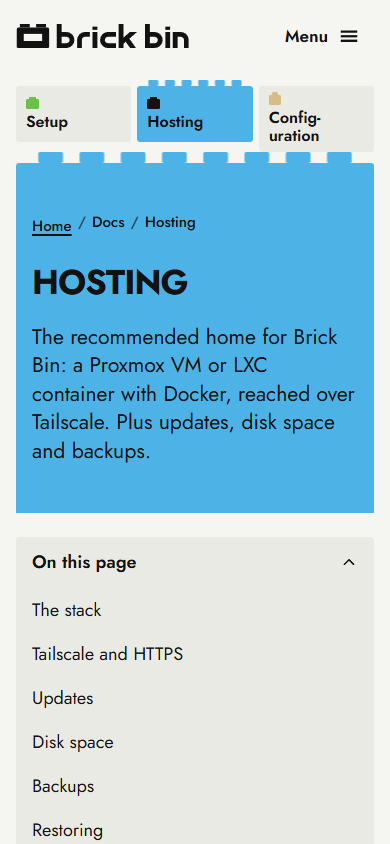 brick bin
Menu
Setup
Hosting
Config-
uration
Home / Docs / Hosting
HOSTING
The recommended home for Brick
Bin: a Proxmox VM or LXC
container with Docker, reached over
Tailscale. Plus updates, disk space
and backups.
On this page
The stack
Tailscale and HTTPS
Updates
Disk space
Backups
Restoring